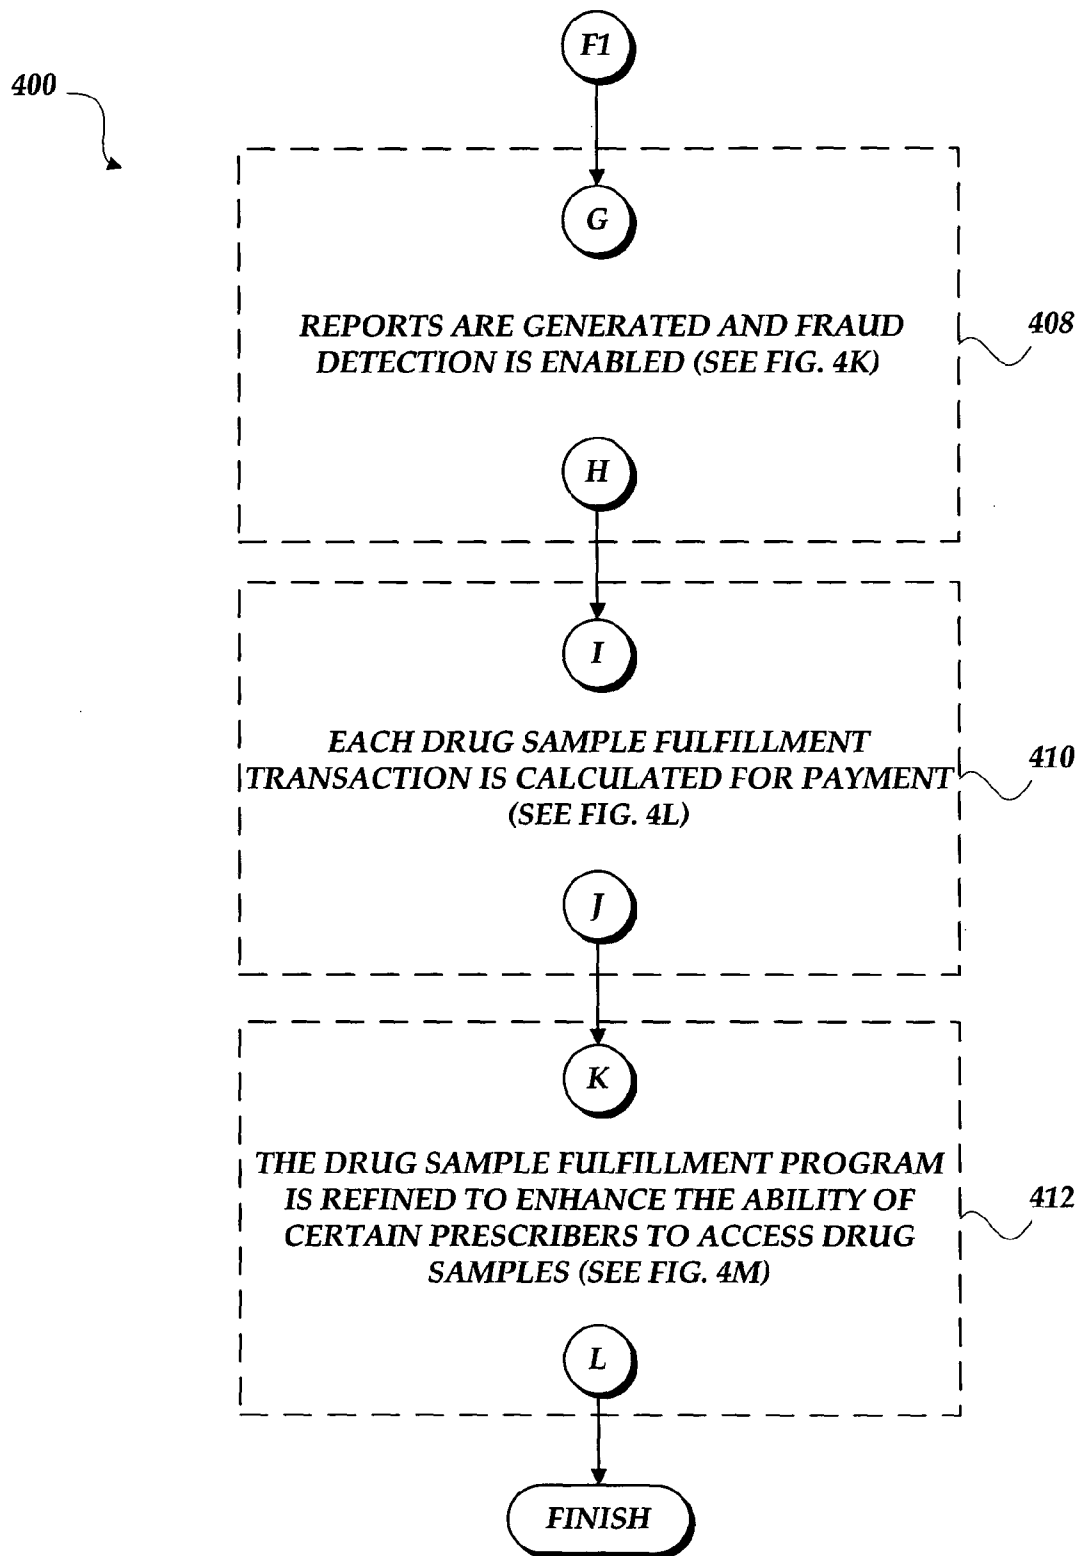 F1
400
G
REPORTS ARE GENERATED AND FRAUD
DETECTION IS ENABLED (SEE FIG. 4K)
408
H
I
EACH DRUG SAMPLE FULFILLMENT
TRANSACTION IS CALCULATED FOR PAYMENT
(SEE FIG. 4L)
410
J
K
THE DRUG SAMPLE FULFILLMENT PROGRAM
IS REFINED TO ENHANCE THE ABILITY OF
CERTAIN PRESCRIBERS TO ACCESS DRUG
SAMPLES (SEE FIG. 4M)
412
L
FINISH